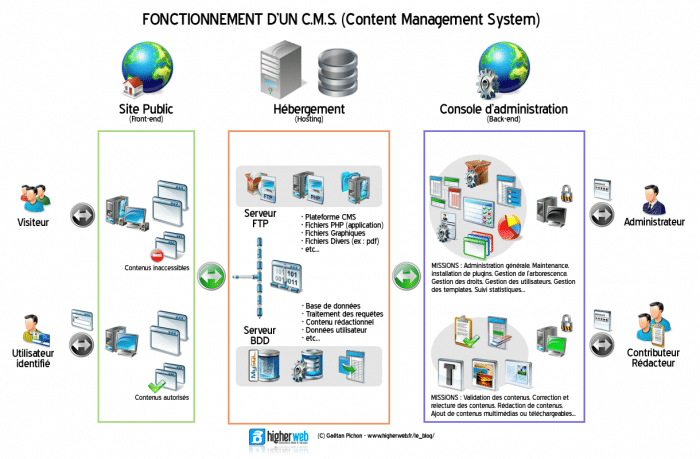 FONCTIONNEMENT D'UN C.M.S. (Content Management System)
Site Public
(Front-end)
Hébergement
(Hosting)
Console d'administration
(Back-end)
Visiteur
Contenus inaccessibles
Utilisateur
identifié
Contenus autorisés
FTP
PHP
Serveur
FTP
- Plateforme CMS
- Fichiers PHP (application)
- Fichiers Graphiques
- Fichiers Divers (ex : pdf)
- etc...
101
011
Serveur
BDD
- Base de données
- Traitement des requêtes
- Contenu rédactionnel
- Données utilisateur
- etc...
MySQL
MISSIONS : Administration générale. Maintenance.
Installation de plugins. Gestion de l'arborescence.
Gestion des droits. Gestion des utilisateurs. Gestion
des templates. Suivi statistiques...
Administrateur
T
MISSIONS : Validation des contenus. Correction et
relecture des contenus. Rédaction de contenus.
Ajout de contenus multimédias ou téléchargeables...
Contributeur
Rédacteur
higherweb
(C) Gaëtan Pichon - www.higherweb.fr/le_blog/